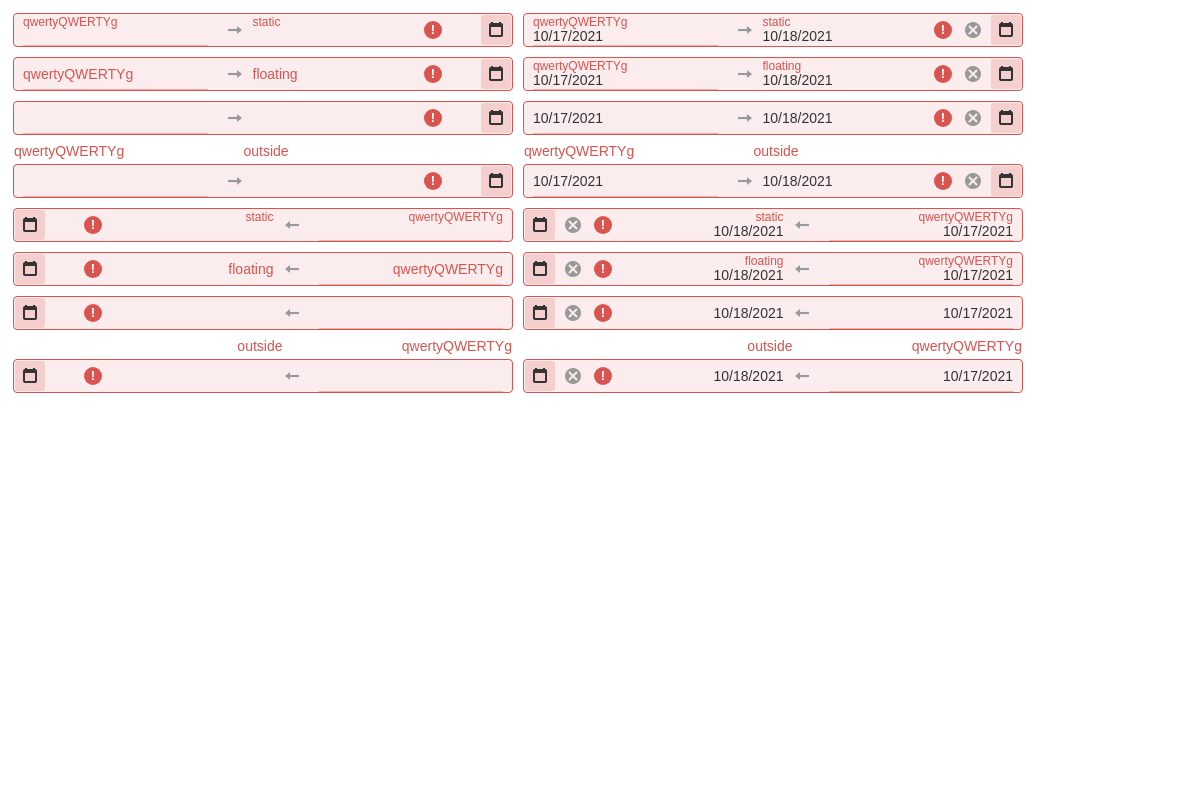 qwertyQWERTYg static qwertyQWERTYg static
10/17/2021 10/18/2021
qwertyQWERTYg floating qwertyQWERTYg floating
10/17/2021 10/18/2021
10/17/2021 10/18/2021
qwertyQWERTYg outside qwertyQWERTYg outside
10/17/2021 10/18/2021
static qwertyQWERTYg static qwertyQWERTYg
10/18/2021 10/17/2021
floating qwertyQWERTYg floating qwertyQWERTYg
10/18/2021 10/17/2021
10/18/2021 10/17/2021
outside qwertyQWERTYg outside qwertyQWERTYg
10/18/2021 10/17/2021